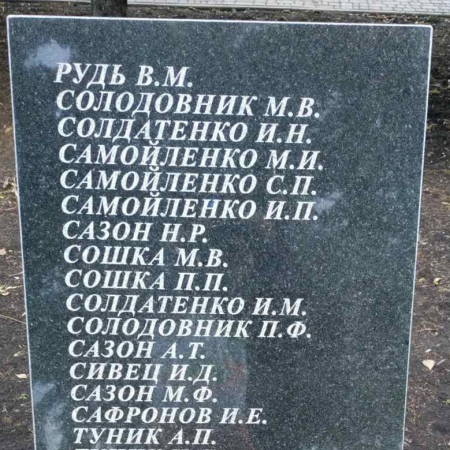 РУДЬ В.М.
СОЛОДОВНИК М.В.
СОЛДАТЕНКО И.Н.
САМОЙЛЕНКО М.И.
САМОЙЛЕНКО С.П.
САМОЙЛЕНКО И.П.
САЗОН Н.Р.
СОШКА М.В.
СОШКА П.П.
СОЛДАТЕНКО И.М.
СОЛОДОВНИК П.Ф.
САЗОН А.Т.
СИВЕЦ И.Д.
САЗОН М.Ф.
САФРОНОВ И.Е.
ТУНИК А.П.